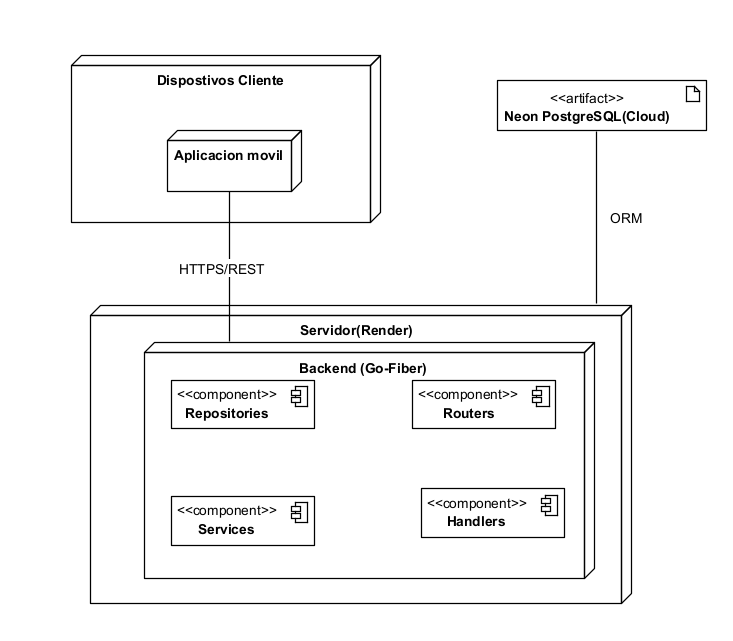 Dispostivos Cliente
Aplicacion movil
<<artifact>>
Neon PostgreSQL(Cloud)
ORM
HTTPS/REST
Servidor(Render)
Backend (Go-Fiber)
<<component>>
Repositories
<<component>>
Routers
<<component>>
Services
<<component>>
Handlers